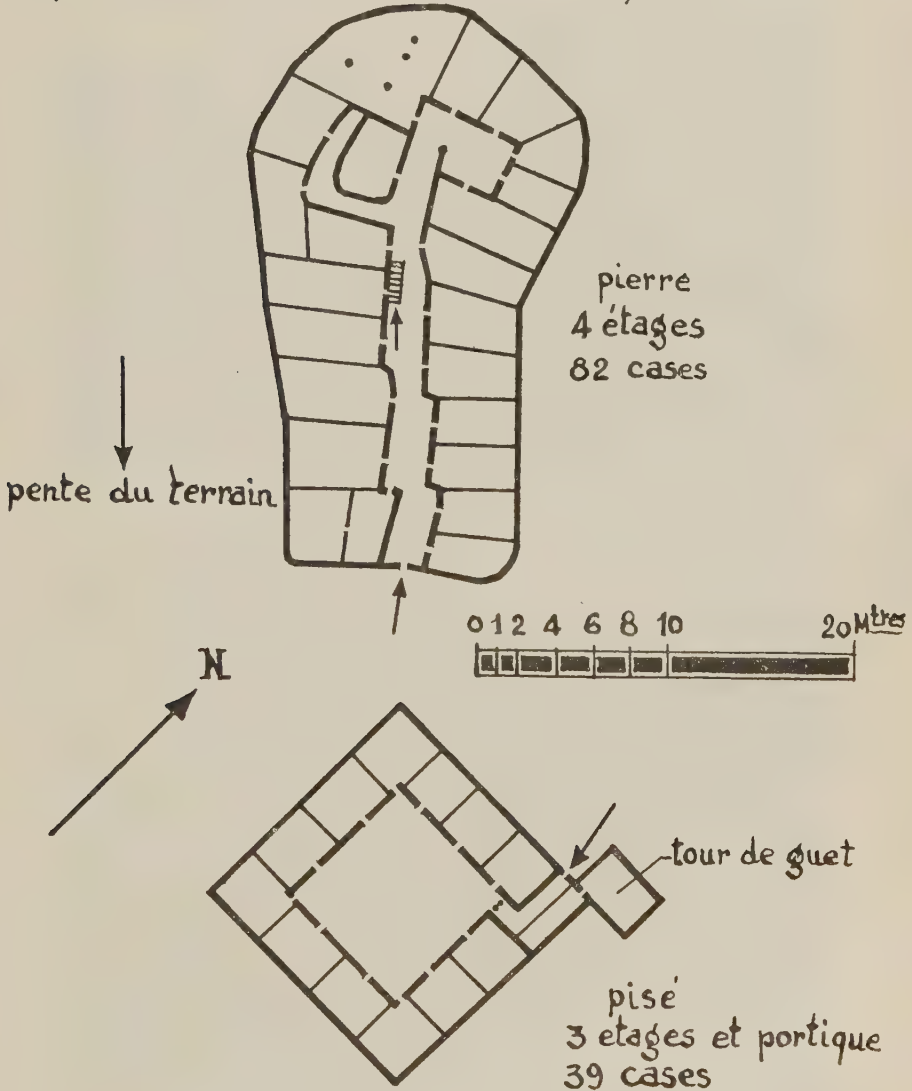 pierre
4 étages
82 cases
pente du terrain
0 1 2 4 6 8 10 20 Mtres
N
tour de guet
pisé
3 etages et portique
39 cases